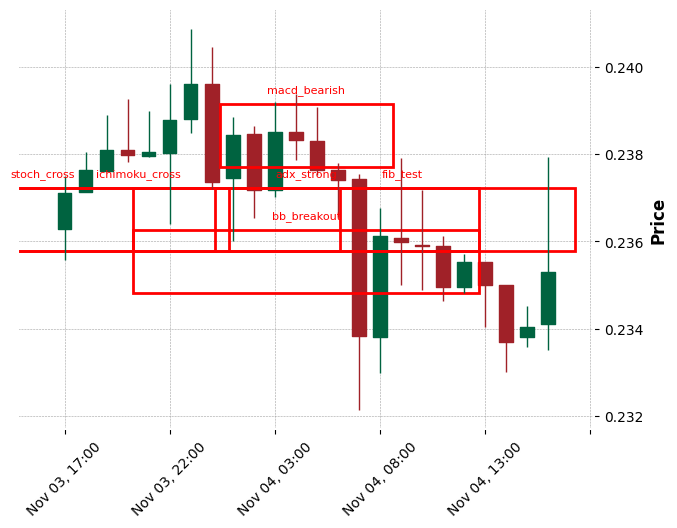 0.240
macd_bearish
0.238
stoch_cross
ichimoku_cross
adx_strong
fib_test
bb_breakout
0.236
0.234
0.232
Price
Nov 03, 17:00
Nov 03, 22:00
Nov 04, 03:00
Nov 04, 08:00
Nov 04, 13:00